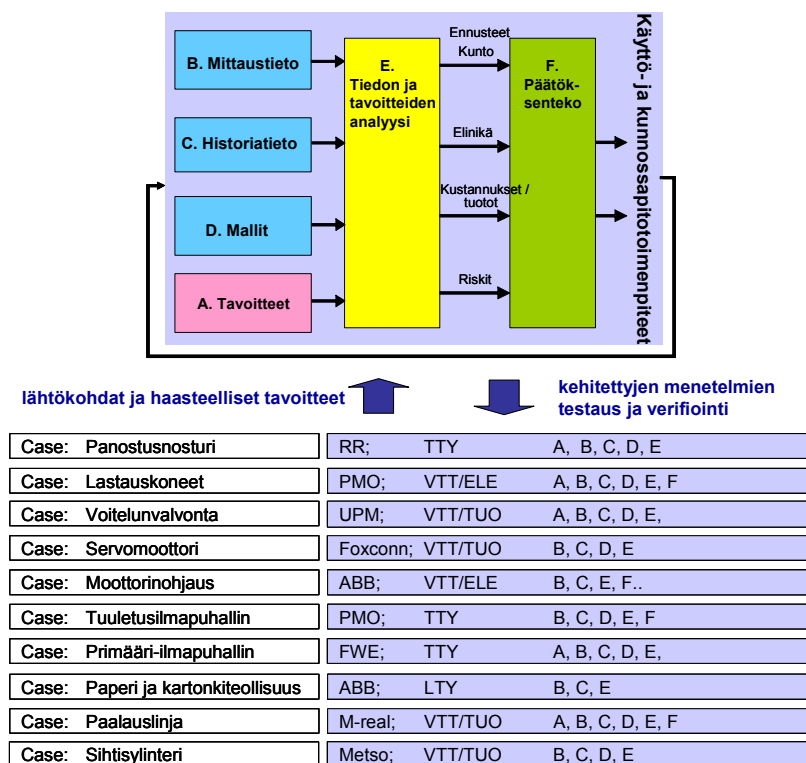 B. Mittaustieto
C. Historiatieto
D. Mallit
A. Tavoitteet
E.
Tiedon ja
tavoitteiden
analyysi
Ennusteet
Kunto
Elinikä
Kustannukset /
tuotot
Riskit
F.
Päätök-
senteko
Käyttö- ja kunnossapitotoimenpiteet
lähtökohdat ja haasteelliset tavoitteet
kehitettyjen menetelmien
testaus ja verifiointi
Case: Panostusnosturi RR; TTY A, B, C, D, E
Case: Lastauskoneet PMO; VTT/ELE A, B, C, D, E, F
Case: Voitelunvalvonta UPM; VTT/TUO A, B, C, D, E,
Case: Servomoottori Foxconn; VTT/TUO B, C, D, E
Case: Moottorinohjaus ABB; VTT/ELE B, C, E, F..
Case: Tuuletusilmapuhallin PMO; TTY B, C, D, E, F
Case: Primääri-ilmapuhallin FWE; TTY A, B, C, D, E,
Case: Paperi ja kartonkiteollisuus ABB; LTY B, C, E
Case: Paalauslinja M-real; VTT/TUO A, B, C, D, E, F
Case: Sihtisylinteri Metso; VTT/TUO B, C, D, E